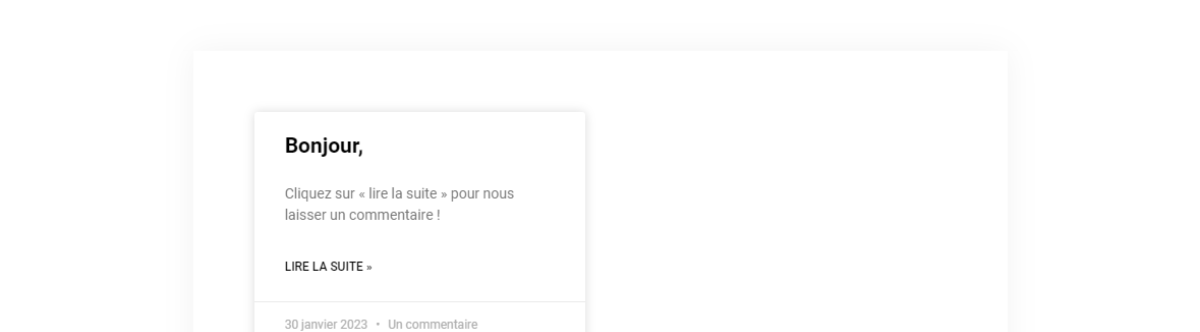 Bonjour,
Cliquez sur « lire la suite » pour nous
laisser un commentaire !
LIRE LA SUITE »
30 janvier 2023 • Un commentaire